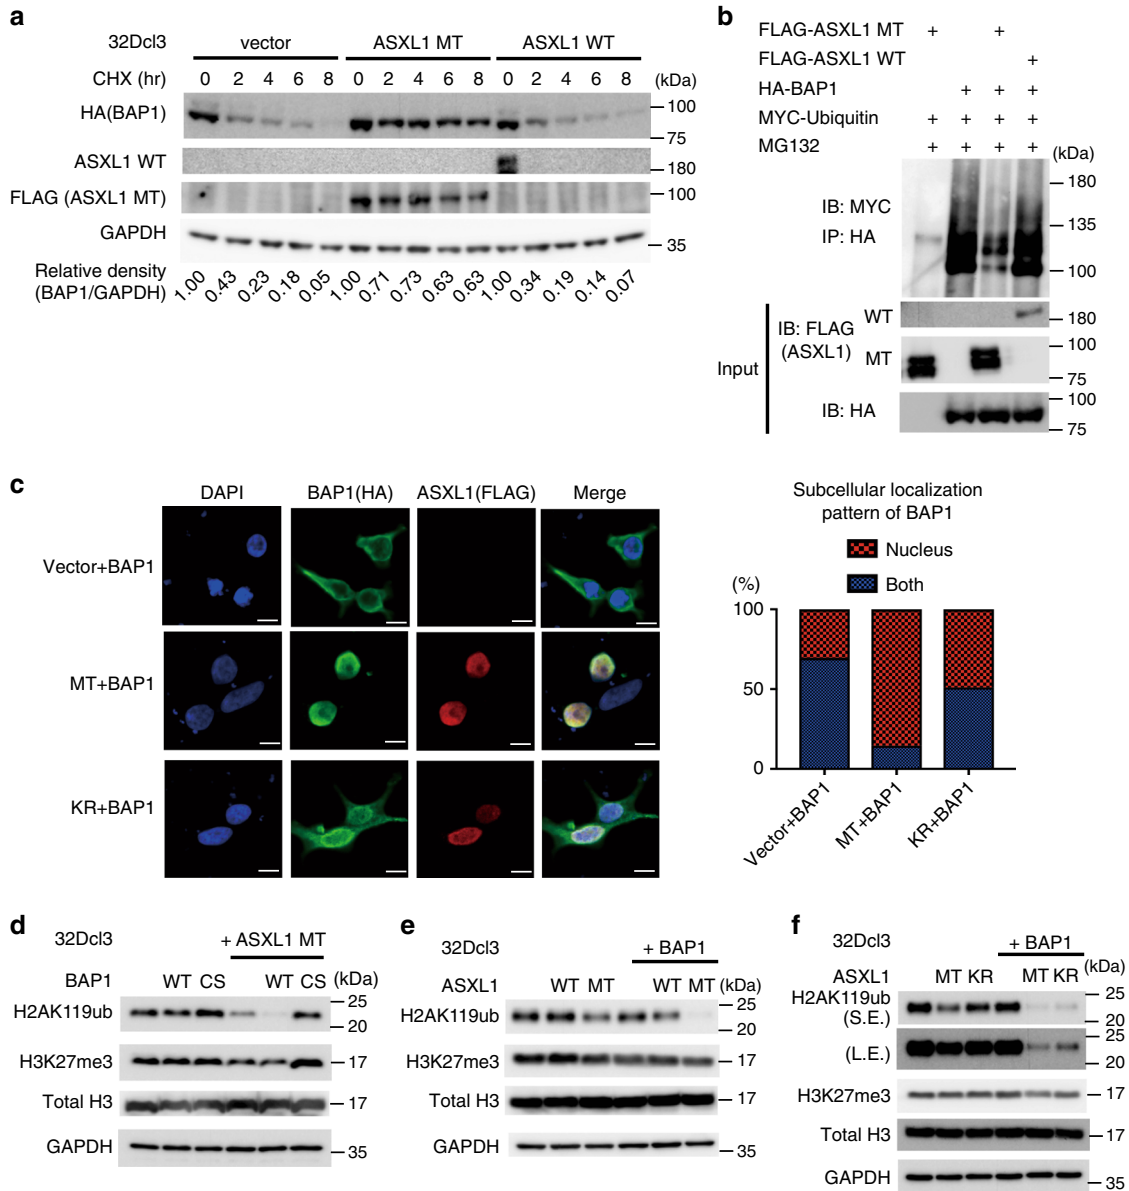 a
32Dcl3 vector ASXL1 MT ASXL1 WT
CHX (hr) 0 2 4 6 8 0 2 4 6 8 0 2 4 6 8 (kDa)
HA(BAP1) 100
75
ASXL1 WT 180
FLAG (ASXL1 MT) 100
GAPDH 35
Relative density
(BAP1/GAPDH)
1.00 0.43 0.23 0.18 0.05 1.00 0.71 0.73 0.63 0.63 1.00 0.34 0.19 0.14 0.07
b
FLAG-ASXL1 MT + +
FLAG-ASXL1 WT +
HA-BAP1 + + +
MYC-Ubiquitin + + + +
MG132 + + + +
(kDa)
180
IB: MYC
135
IP: HA
100
Input
WT 180
IB: FLAG
(ASXL1)
MT 100
75
IB: HA 100
75
c
DAPI BAP1(HA) ASXL1(FLAG) Merge
Vector+BAP1
MT+BAP1
KR+BAP1
Subcellular localization
pattern of BAP1
Nucleus
Both
(%)
100
50
0
Vector+BAP1 MT+BAP1 KR+BAP1
d
32Dcl3 + ASXL1 MT
BAP1 WT CS WT CS (kDa)
H2AK119ub 25
20
H3K27me3 17
Total H3 17
GAPDH 35
e
32Dcl3 + BAP1
ASXL1 WT MT WT MT (kDa)
H2AK119ub 25
20
H3K27me3 17
Total H3 17
GAPDH 35
f
32Dcl3 + BAP1
ASXL1 MT KR MT KR (kDa)
H2AK119ub 25
(S.E.) 20
25
(L.E.) 20
H3K27me3 17
Total H3 17
GAPDH 35